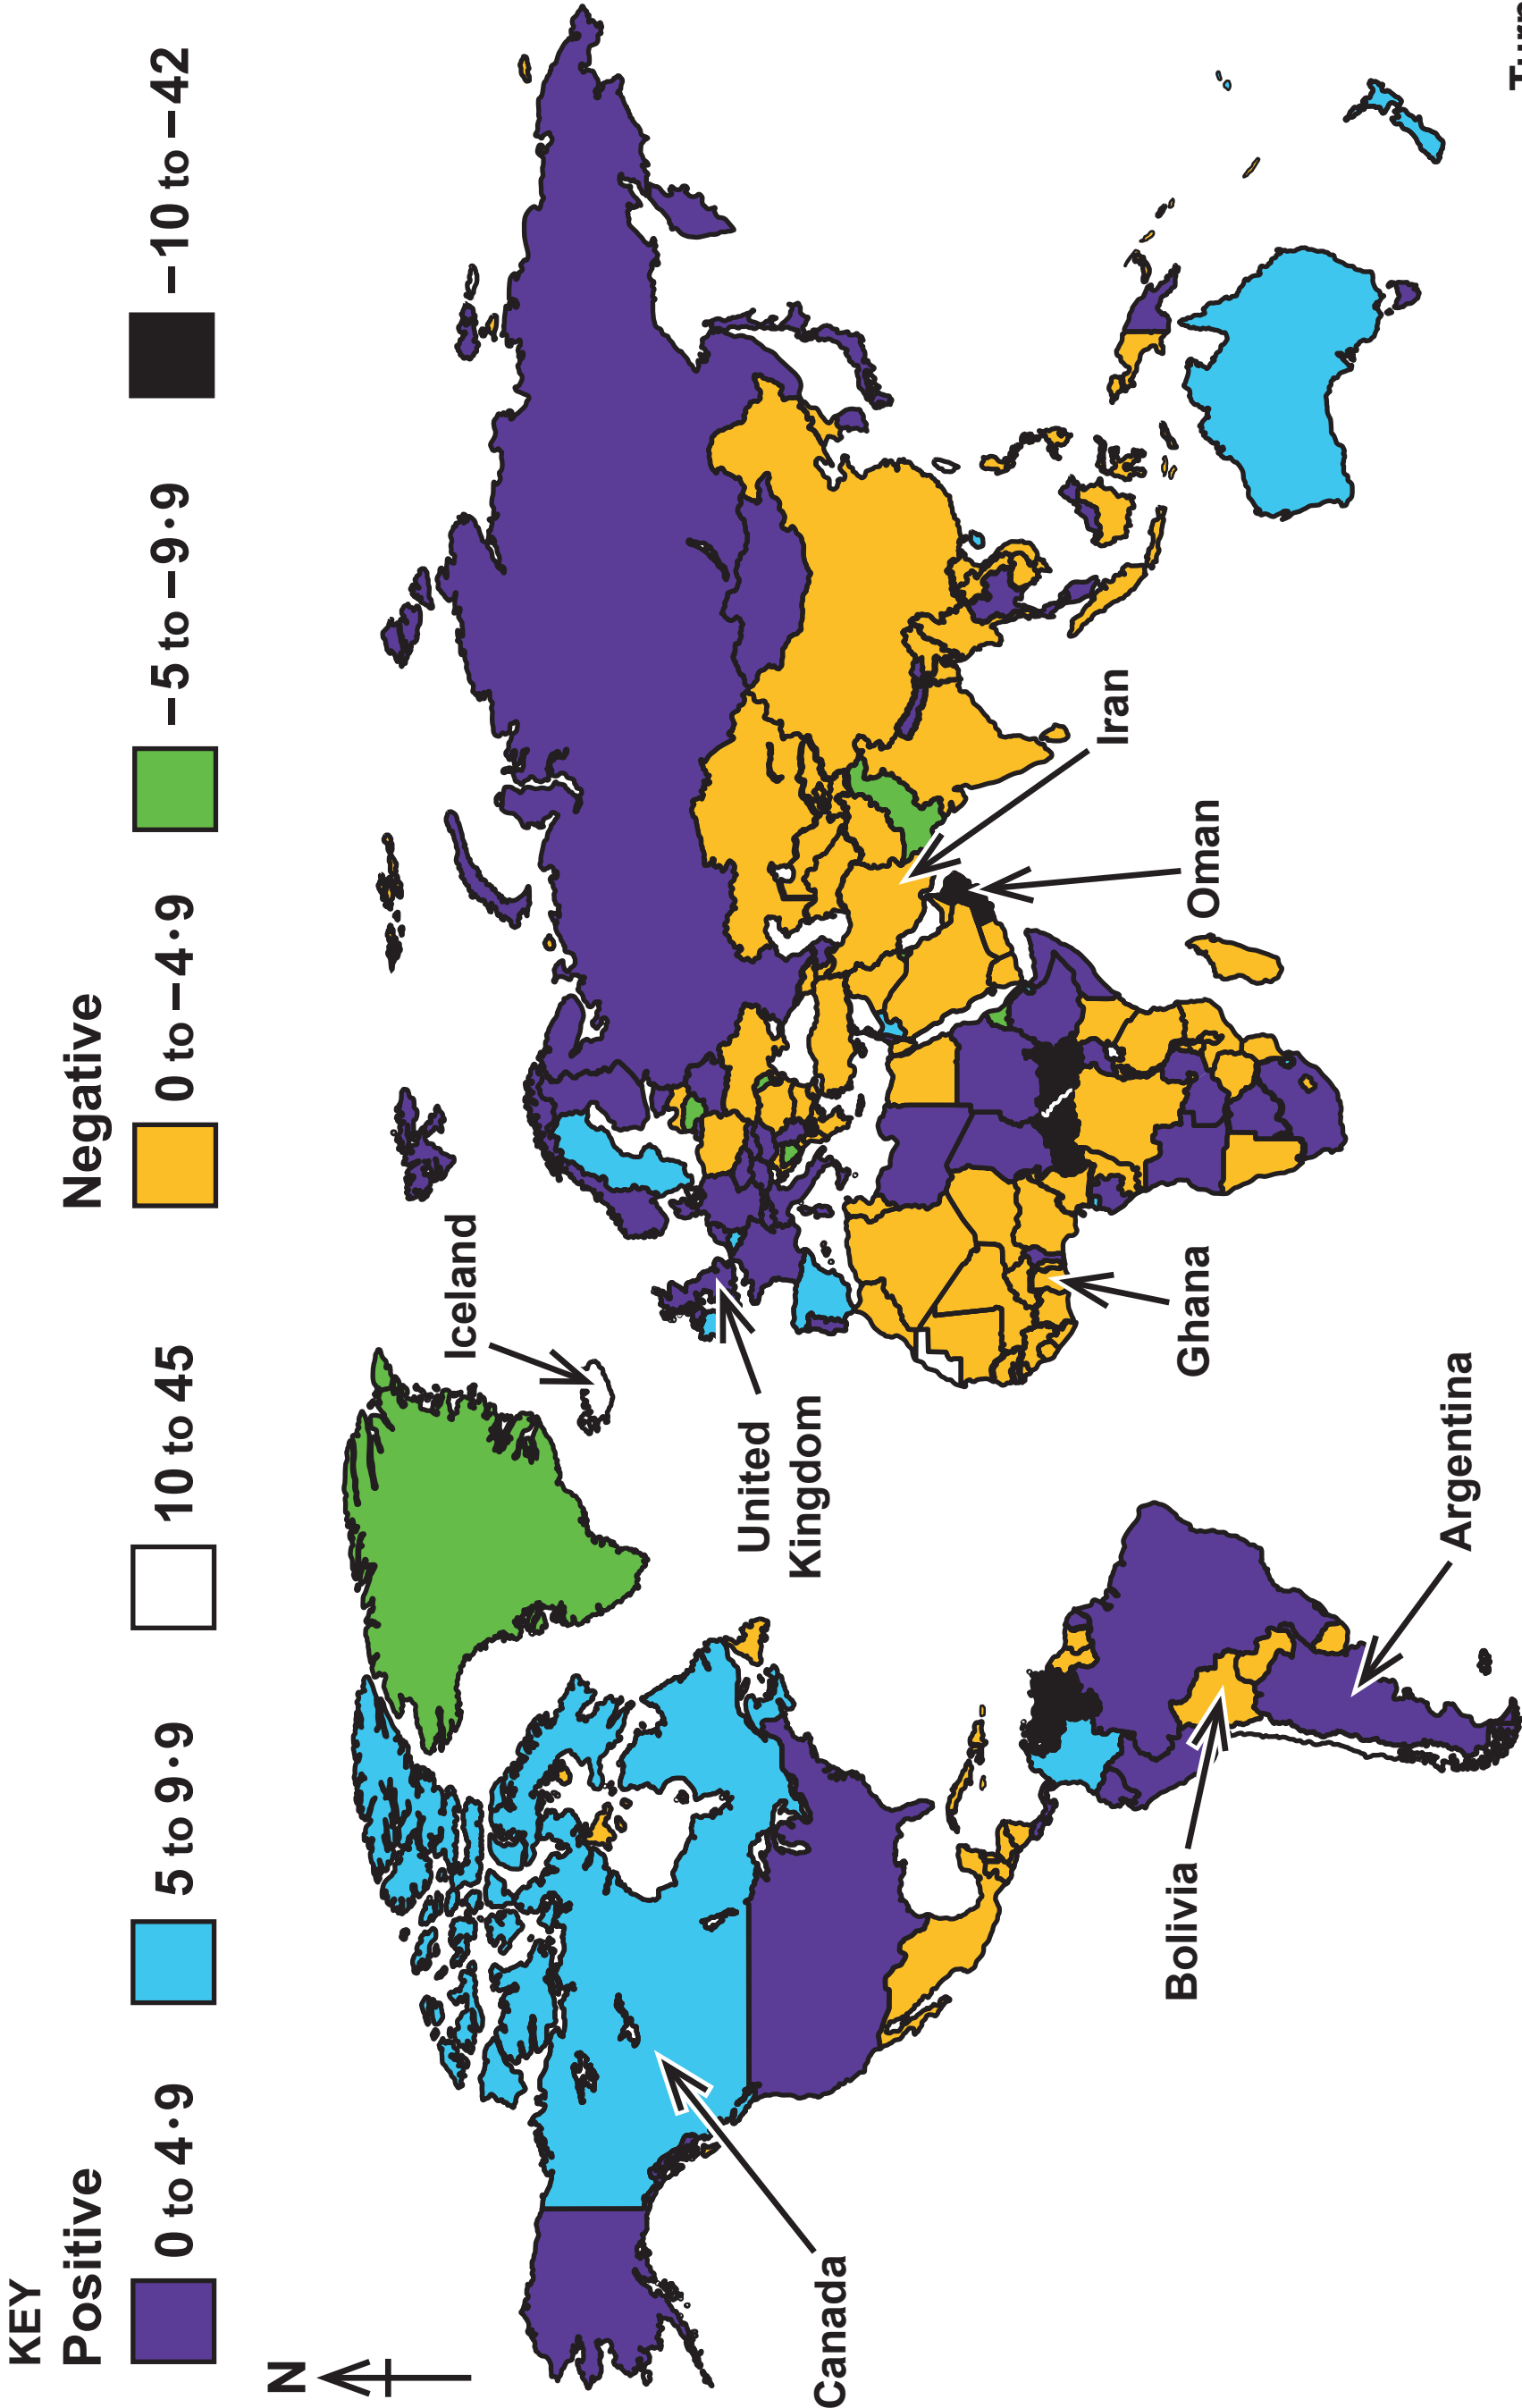 KEY
Positive
Negative
0 to 4·9
5 to 9·9
10 to 45
0 to –4·9
–5 to –9·9
–10 to –42
N
Iceland
Canada
United
Kingdom
Iran
Oman
Ghana
Bolivia
Argentina
Turn